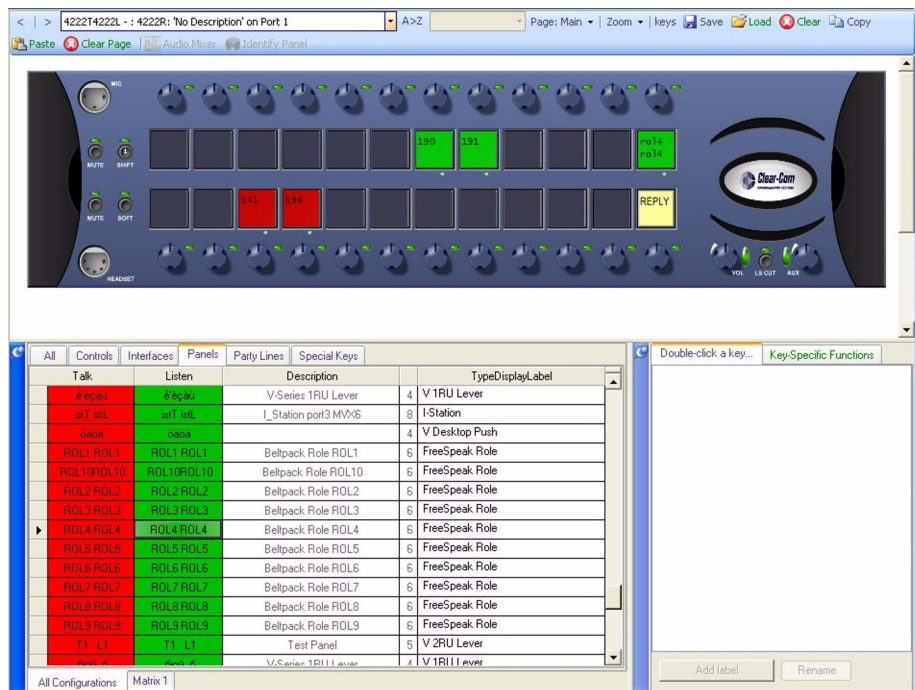 < | > 4222T4222L - : 4222R: 'No Description' on Port 1 A>Z Page: Main Zoom keys Save Load Clear Copy
Paste Clear Page Audio Mixer Identify Panel
MIC
190 191 rol4
rol4
MUTE SHIFT
Clear-Com
141 194 REPLY
MUTE SOFT
HEADSET
VOL LS CUT AUX
All Controls Interfaces Panels Party Lines Special Keys
Double-click a key... Key-Specific Functions
Talk Listen Description TypeDisplayLabel
é'èçàù é'èçàù V-Series 1RU Lever 4 V 1RU Lever
istT istL istT istL I_Station port3 MVX6 8 I-Station
öäöä öäöä 4 V Desktop Push
ROL1 ROL1 ROL1 ROL1 Beltpack Role ROL1 6 FreeSpeak Role
ROL10ROL10 ROL10ROL10 Beltpack Role ROL10 6 FreeSpeak Role
ROL2 ROL2 ROL2 ROL2 Beltpack Role ROL2 6 FreeSpeak Role
ROL3 ROL3 ROL3 ROL3 Beltpack Role ROL3 6 FreeSpeak Role
ROL4 ROL4 ROL4 ROL4 Beltpack Role ROL4 6 FreeSpeak Role
ROL5 ROL5 ROL5 ROL5 Beltpack Role ROL5 6 FreeSpeak Role
ROL6 ROL6 ROL6 ROL6 Beltpack Role ROL6 6 FreeSpeak Role
ROL7 ROL7 ROL7 ROL7 Beltpack Role ROL7 6 FreeSpeak Role
ROL8 ROL8 ROL8 ROL8 Beltpack Role ROL8 6 FreeSpeak Role
ROL9 ROL9 ROL9 ROL9 Beltpack Role ROL9 6 FreeSpeak Role
T1 L1 T1 L1 Test Panel 5 V 2RU Lever
V-Series 1RU Lever 4 V 1RU Lever
All Configurations Matrix 1
Add label Rename